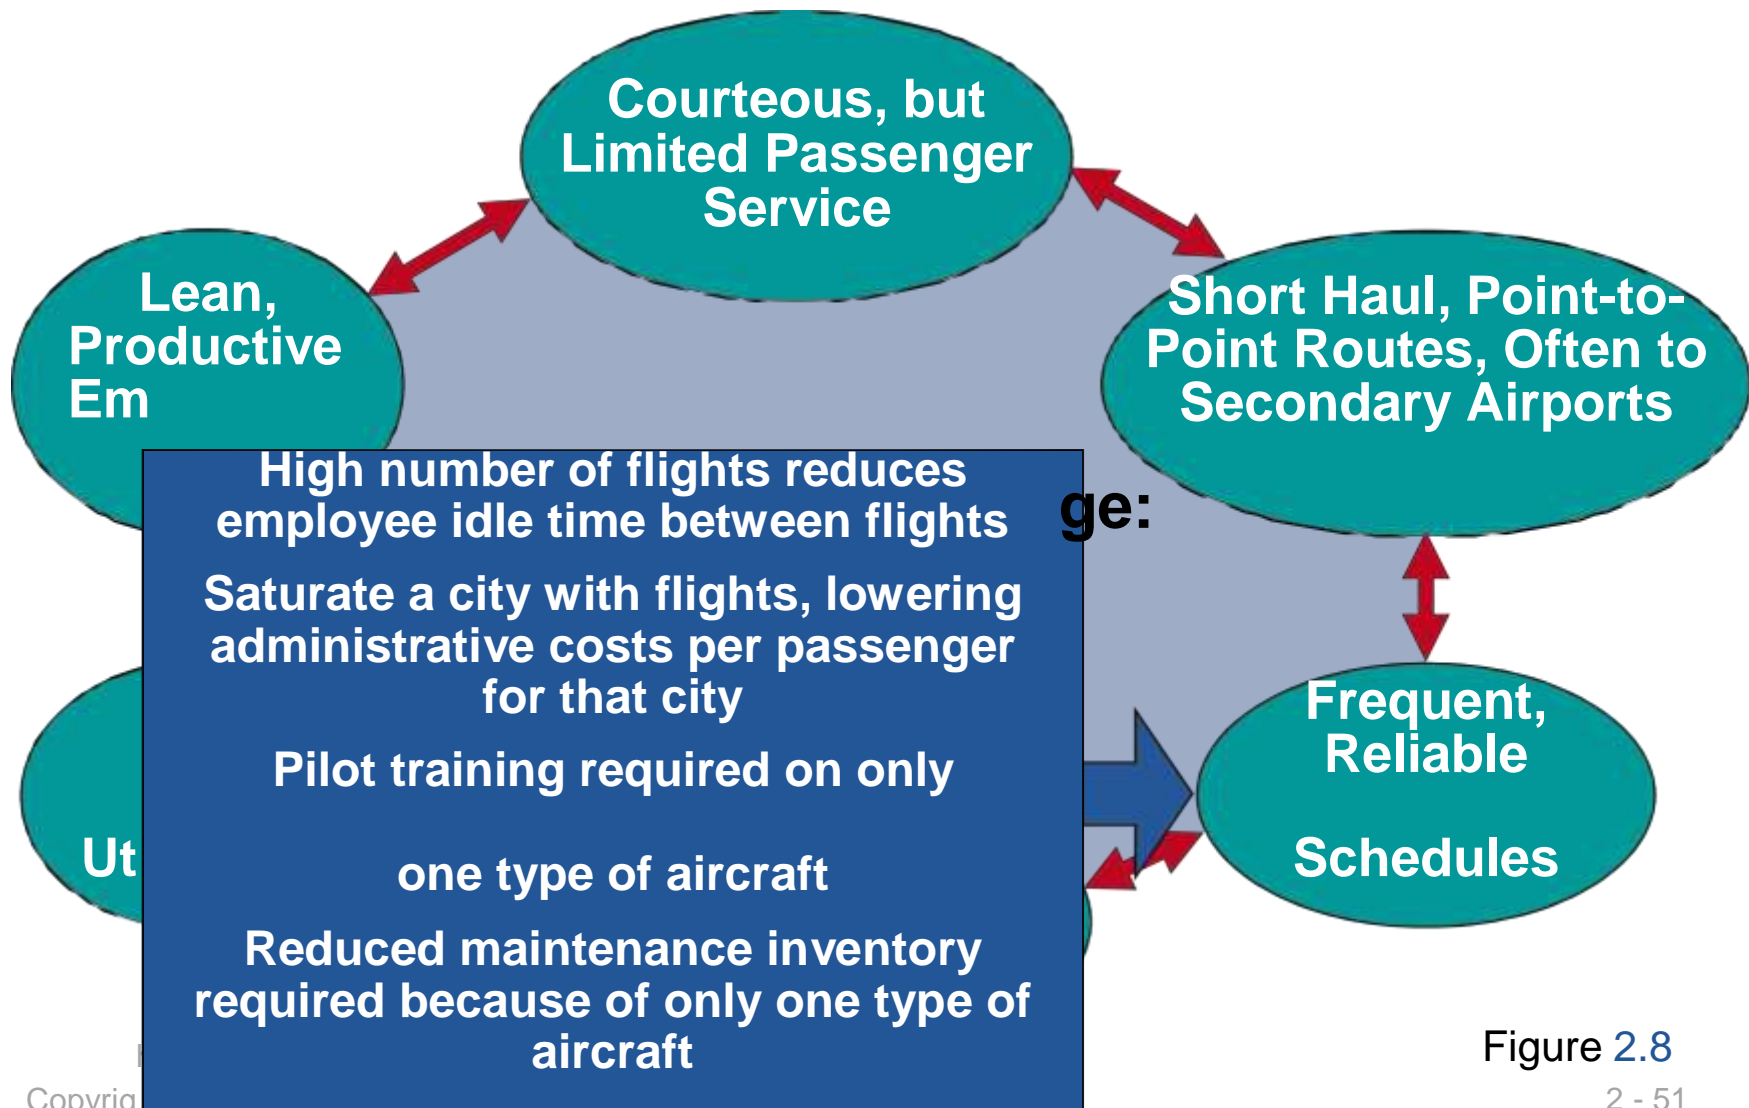 Courteous, but
Limited Passenger
Service
Lean,
Productive
Em
Short Haul, Point-to-
Point Routes, Often to
Secondary Airports
High number of flights reduces
employee idle time between flights
ge:
Saturate a city with flights, lowering
administrative costs per passenger
for that city
Pilot training required on only
one type of aircraft
Reduced maintenance inventory
required because of only one type of
aircraft
Ut
Frequent,
Reliable
Schedules
Figure 2.8
Copyrig
2 - 51